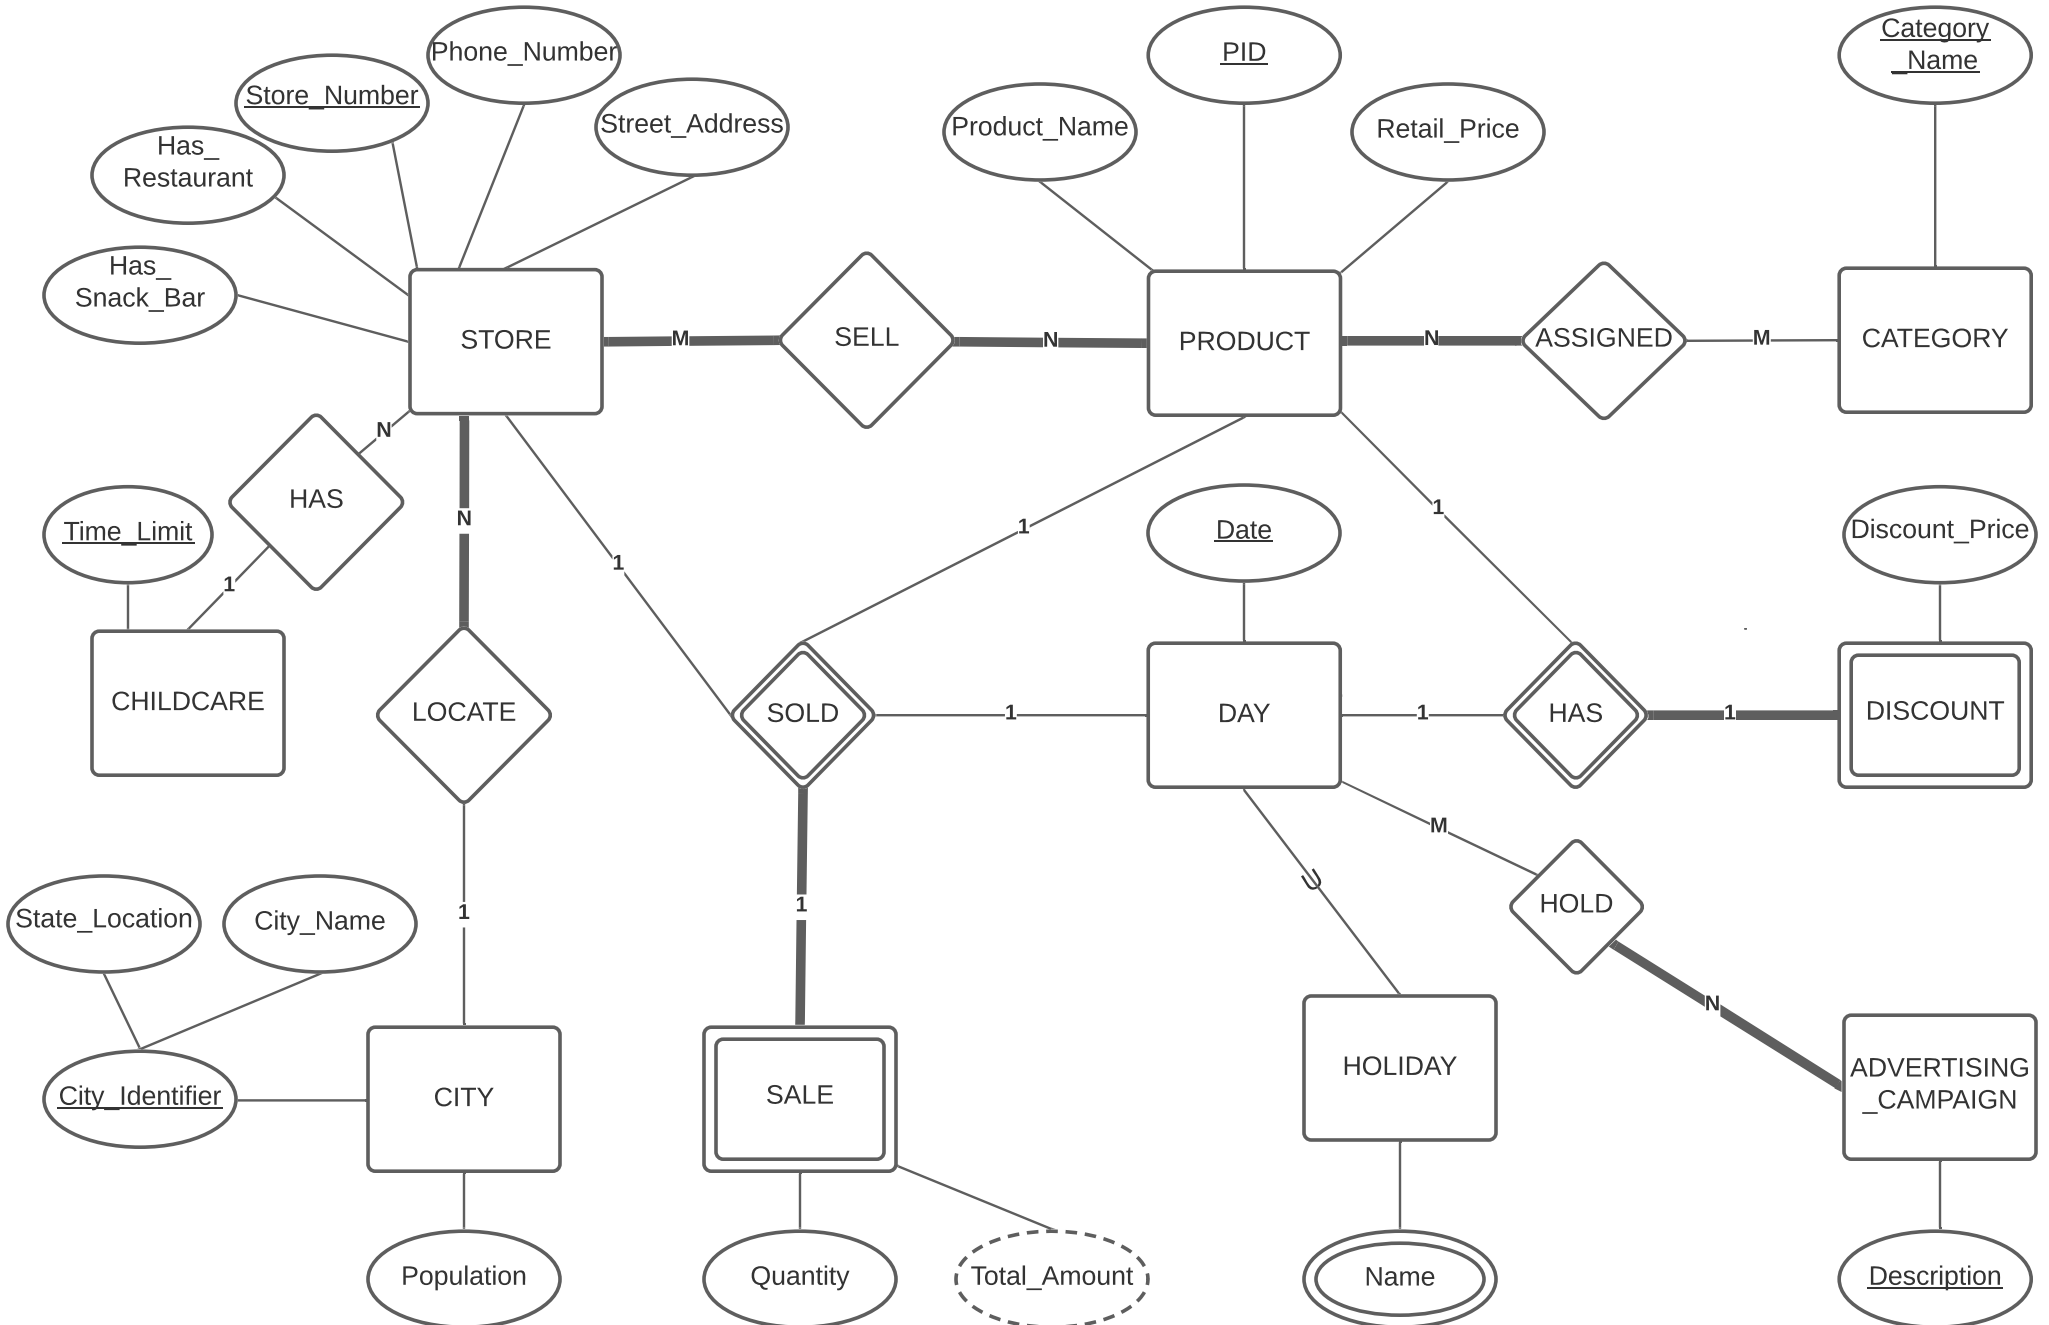 Phone_Number
PID
Category
_Name
Store_Number
Street_Address
Product_Name
Retail_Price
Has_
Restaurant
Has_
Snack_Bar
STORE
M
SELL
N
PRODUCT
N
ASSIGNED
M
CATEGORY
N
HAS
Time_Limit
N
1
1
1
Date
Discount_Price
1
CHILDCARE
LOCATE
SOLD
1
DAY
1
HAS
1
DISCOUNT
M
U
HOLD
1
1
State_Location
City_Name
N
City_Identifier
CITY
SALE
HOLIDAY
ADVERTISING
_CAMPAIGN
Population
Quantity
Total_Amount
Name
Description